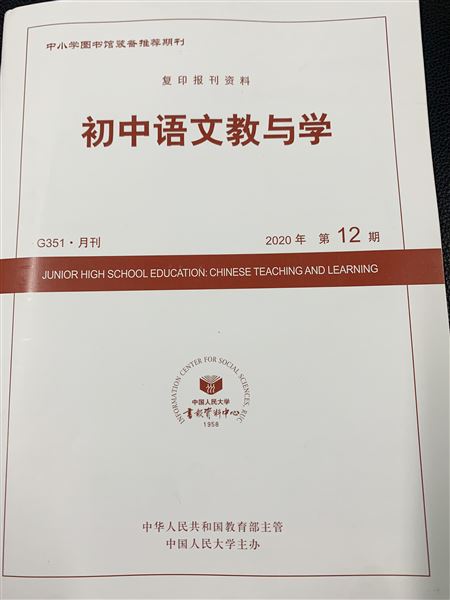 中小学图书馆装备推荐期刊
复印报刊资料
初中语文教与学
G351·月刊
2020年 第12期
JUNIOR HIGH SCHOOL EDUCATION: CHINESE TEACHING AND LEARNING
INFORMATION CENTER FOR SOCIAL SCIENCES, RUC
中国人民大学
书报资料中心
1958
中华人民共和国教育部主管
中国人民大学主办